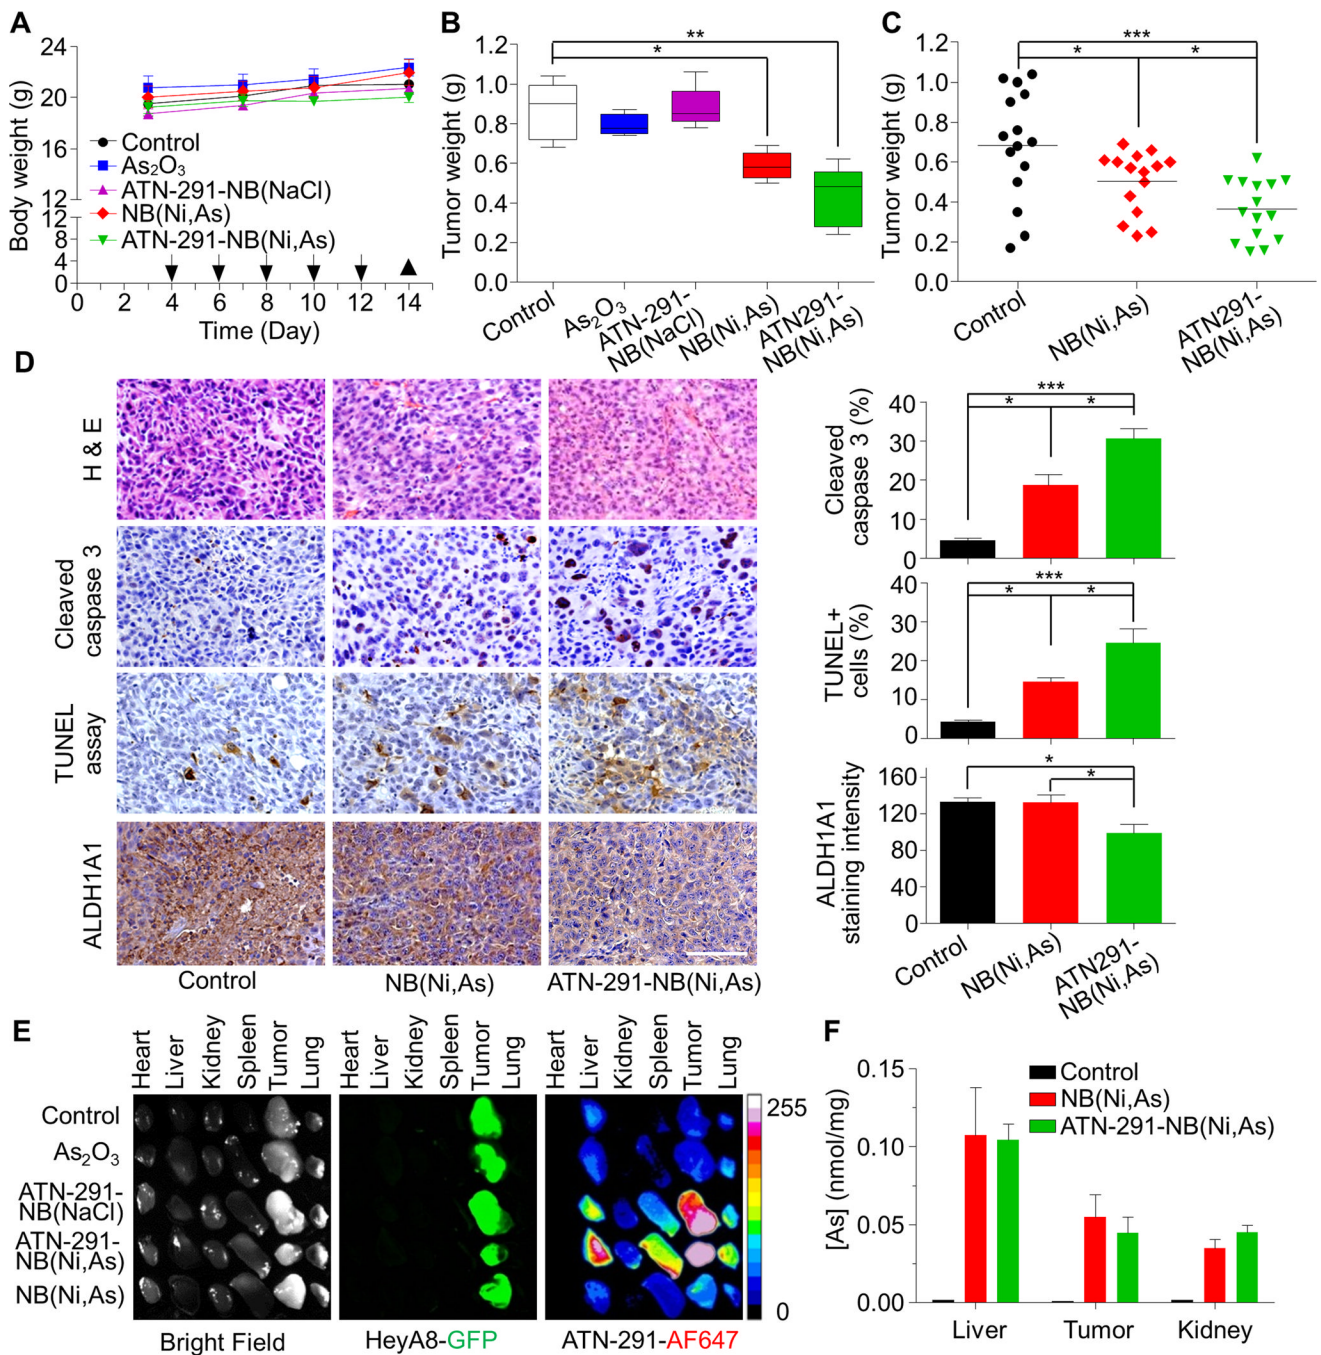 A
Body weight (g)
24
20
16
12
12
8
4
0
Control
As₂O₃
ATN-291-NB(NaCl)
NB(Ni,As)
ATN-291-NB(Ni,As)
0 2 4 6 8 10 12 14
Time (Day)
B
Tumor weight (g)
1.2
1.0
0.8
0.6
0.4
0.2
0.0
**
*
Control
As₂O₃
ATN-291-
NB(NaCl)
NB(Ni,As)
ATN291-
NB(Ni,As)
C
Tumor weight (g)
1.2
1.0
0.8
0.6
0.4
0.2
0.0
***
* *
Control
NB(Ni,As)
ATN291-
NB(Ni,As)
D
H & E
Cleaved
caspase 3
TUNEL
assay
ALDH1A1
Control NB(Ni,As) ATN-291-NB(Ni,As)
Cleaved
caspase 3 (%)
40
30
20
10
0
***
* *
TUNEL+
cells (%)
40
30
20
10
0
***
* *
ALDH1A1
staining intensity
160
120
80
40
0
*
*
Control
NB(Ni,As)
ATN291-
NB(Ni,As)
E
Heart Liver Kidney Spleen Tumor Lung
Heart Liver Kidney Spleen Tumor Lung
Heart Liver Kidney Spleen Tumor Lung
Control
As₂O₃
ATN-291-
NB(NaCl)
ATN-291-
NB(Ni,As)
NB(Ni,As)
255
0
Bright Field HeyA8-GFP ATN-291-AF647
F
[As] (nmol/mg)
0.15
0.10
0.05
0.00
Control
NB(Ni,As)
ATN-291-NB(Ni,As)
Liver Tumor Kidney